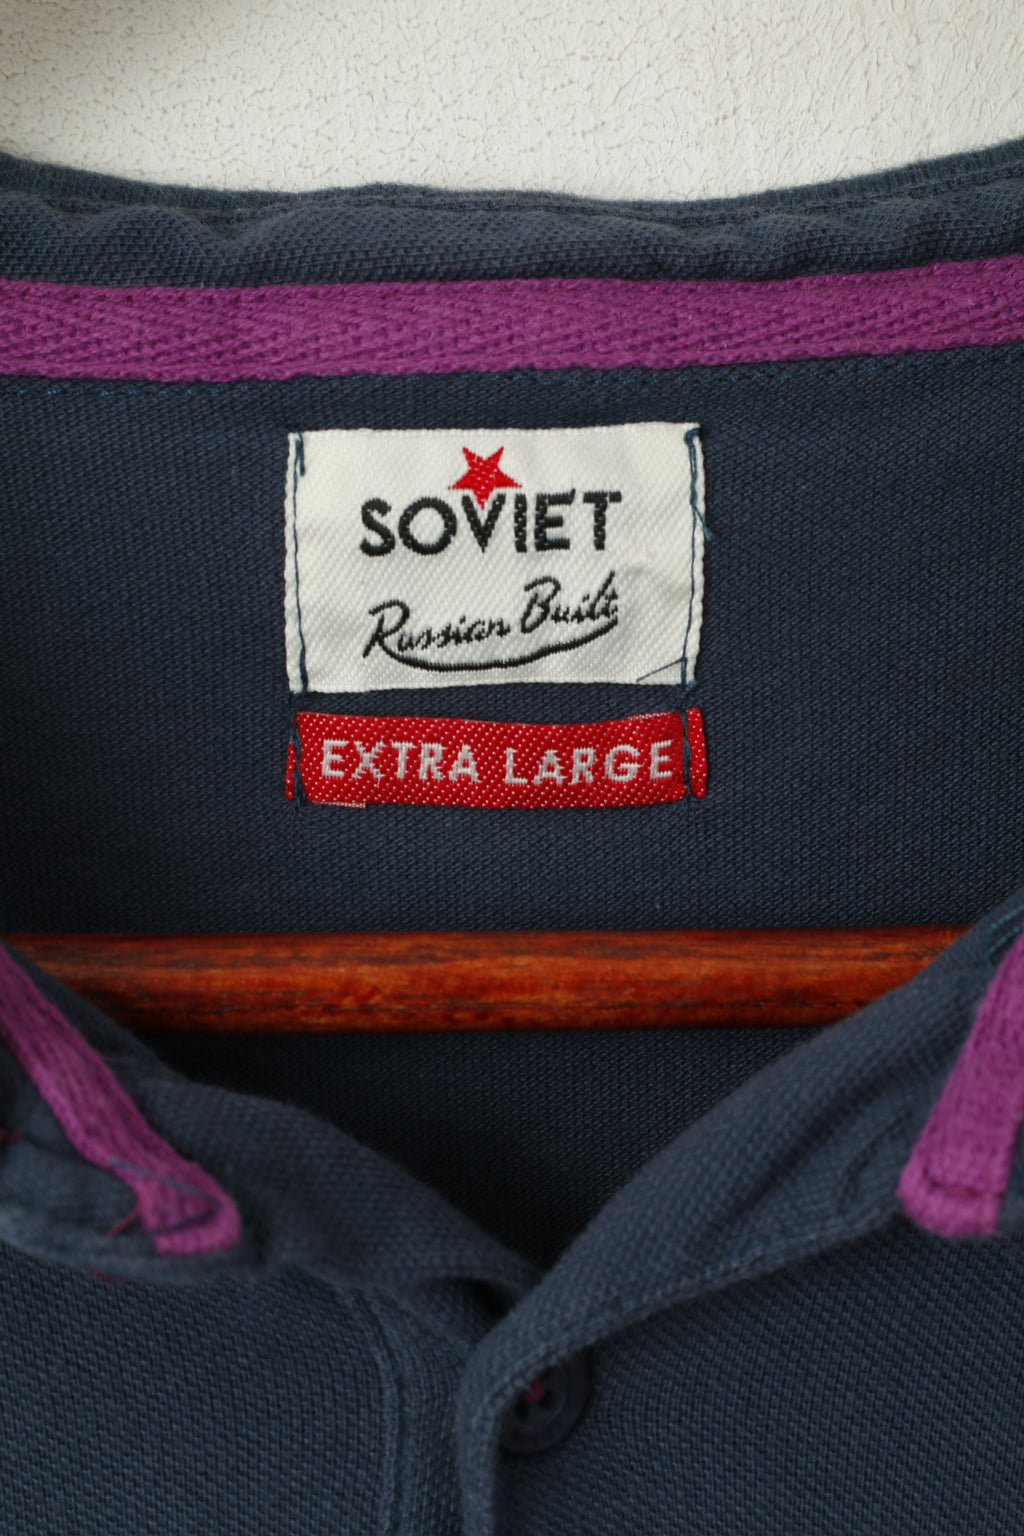 SOVIET
Russian Built
EXTRA LARGE